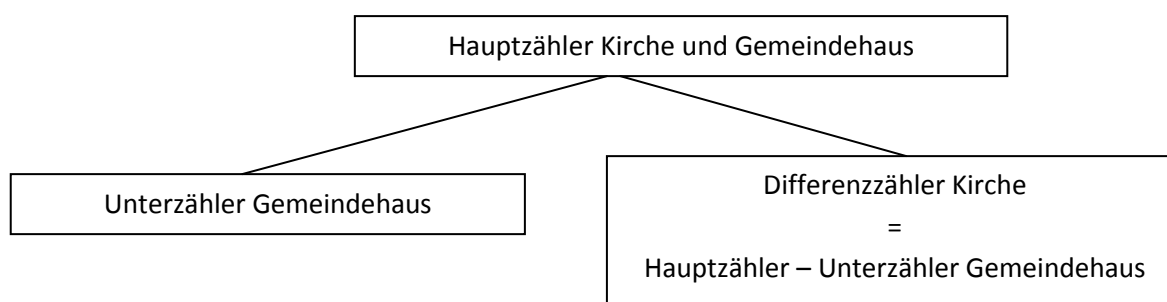 Hauptzähler Kirche und Gemeindehaus
Unterzähler Gemeindehaus
Differenzzähler Kirche
=
Hauptzähler – Unterzähler Gemeindehaus